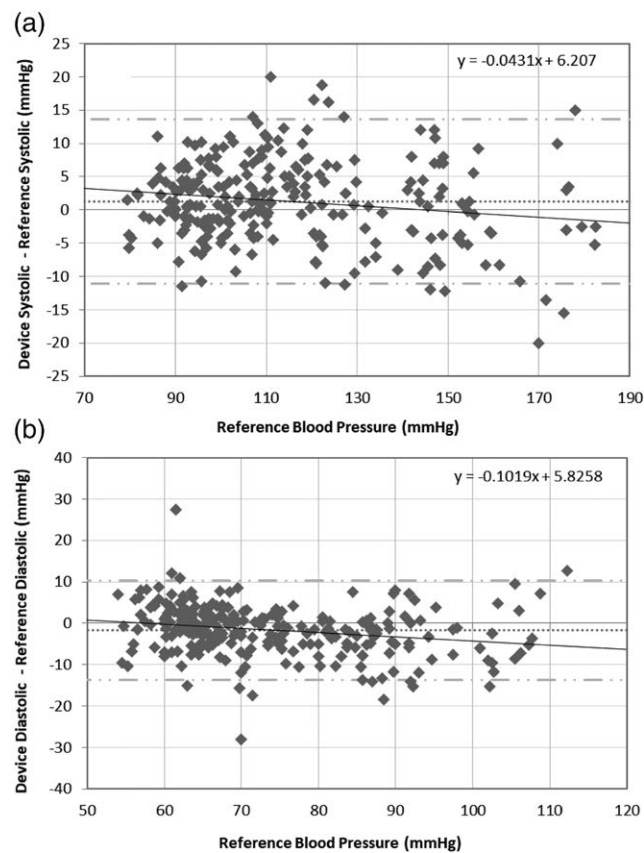 (a)
25
20
15
10
5
0
-5
-10
-15
-20
-25
Device Systolic - Reference Systolic (mmHg)
y = -0.0431x + 6.207
70 90 110 130 150 170 190
Reference Blood Pressure (mmHg)
(b)
40
30
20
10
0
-10
-20
-30
-40
Device Diastolic - Reference Diastolic (mmHg)
y = -0.1019x + 5.8258
50 60 70 80 90 100 110 120
Reference Blood Pressure (mmHg)